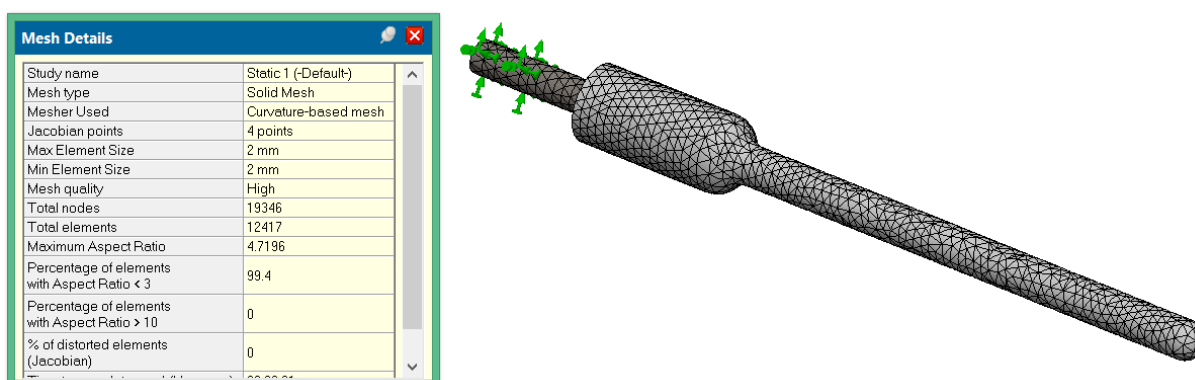 Mesh Details
Study name Static 1 (-Default-)
Mesh type Solid Mesh
Mesher Used Curvature-based mesh
Jacobian points 4 points
Max Element Size 2 mm
Min Element Size 2 mm
Mesh quality High
Total nodes 19346
Total elements 12417
Maximum Aspect Ratio 4.7196
Percentage of elements
with Aspect Ratio < 3 99.4
Percentage of elements
with Aspect Ratio > 10 0
% of distorted elements
(Jacobian) 0